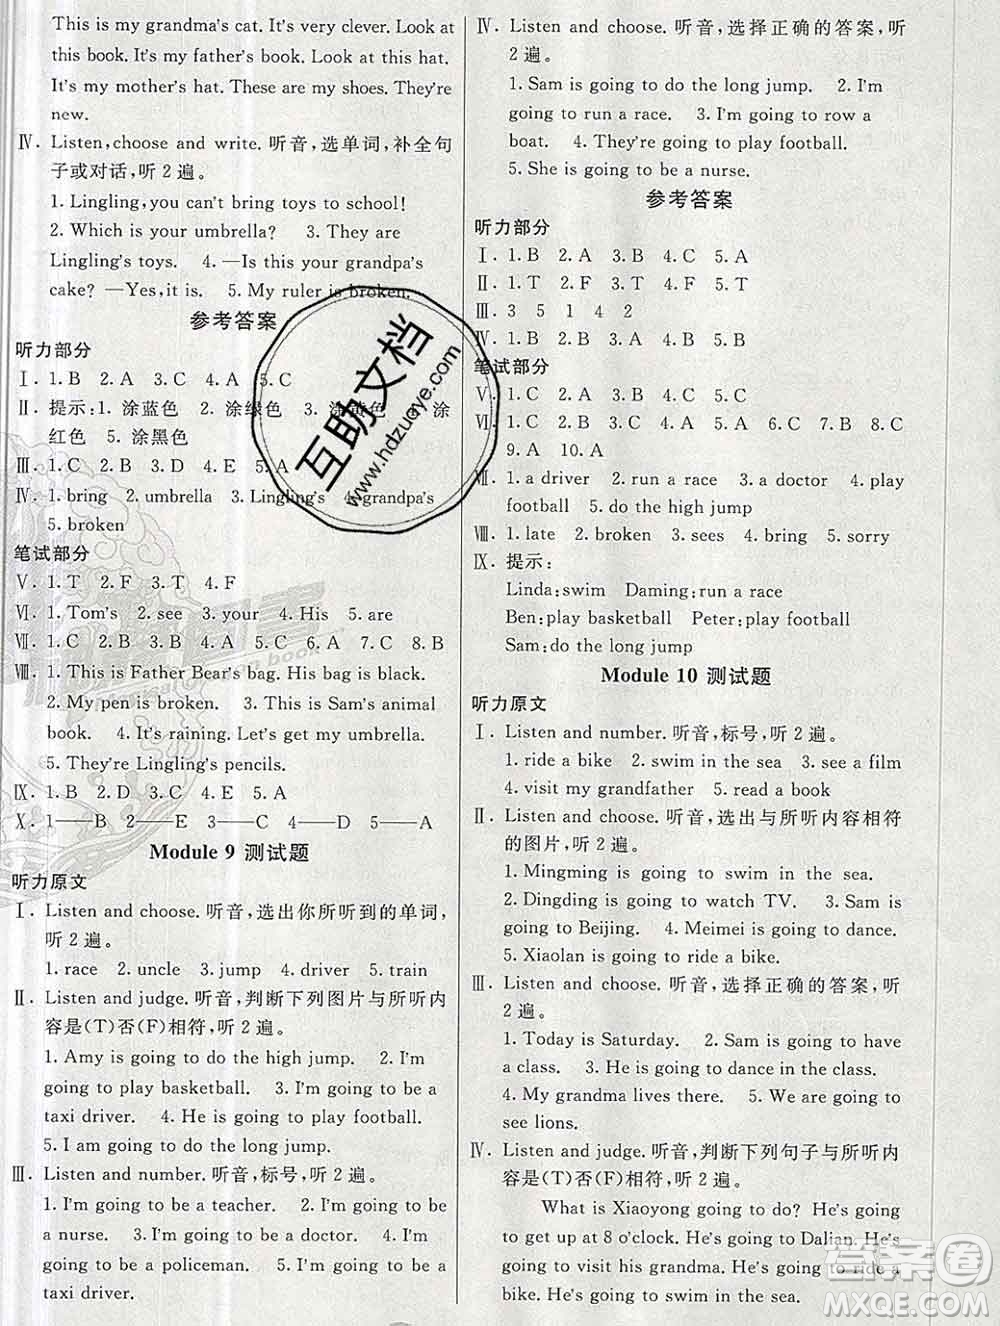 This is my grandma's cat. It's very clever. Look at
this book. It's my father's book. Look at this hat.
It's my mother's hat. These are my shoes. They're
new.
Ⅳ. Listen,choose and write. 听音,选单词,补全句
子或对话,听2遍。
1. Lingling,you can't bring toys to school!
2. Which is your umbrella? 3. They are
Lingling's toys. 4. —Is this your grandpa's
cake? —Yes,it is. 5. My ruler is broken.
参考答案
听力部分
Ⅰ. 1. B 2. A 3. C 4. A 5. C
Ⅱ. 提示:1. 涂蓝色 2. 涂绿色 3. 涂黄色 涂
红色 5. 涂黑色
Ⅲ. 1. C 2. B 3. D 4. E 5. A
Ⅳ. 1. bring 2. umbrella 3. Lingling's 4. grandpa's
5. broken
笔试部分
Ⅴ. 1. T 2. F 3. T 4. F
Ⅵ. 1. Tom's 2. see 3. your 4. His 5. are
Ⅶ. 1. C 2. B 3. B 4. C 5. A 6. A 7. C 8. B
Ⅷ. 1. This is Father Bear's bag. His bag is black.
2. My pen is broken. 3. This is Sam's animal
book. 4. It's raining. Let's get my umbrella.
5. They're Lingling's pencils.
Ⅸ. 1. B 2. D 3. C 4. E 5. A
Ⅹ. 1——B 2——E 3——C 4——D 5——A
Module 9 测试题
听力原文
Ⅰ. Listen and choose. 听音,选出你所听到的单词,
听2遍。
1. race 2. uncle 3. jump 4. driver 5. train
Ⅱ. Listen and judge. 听音,判断下列图片与所听内
容是(T)否(F)相符,听2遍。
1. Amy is going to do the high jump. 2. I'm
going to play basketball. 3. I'm going to be a
taxi driver. 4. He is going to play football.
5. I am going to do the long jump.
Ⅲ. Listen and number. 听音,标号,听2遍。
1. I'm going to be a teacher. 2. I'm going to be
a nurse. 3. I'm going to be a doctor. 4. I'm
going to be a policeman. 5. I'm going to be a
taxi driver.
Ⅳ. Listen and choose. 听音,选择正确的答案,听
2遍。
1. Sam is going to do the long jump. 2. I'm
going to run a race. 3. I'm going to row a
boat. 4. They're going to play football.
5. She is going to be a nurse.
参考答案
听力部分
Ⅰ. 1. B 2. A 3. B 4. C 5. A
Ⅱ. 1. T 2. F 3. T 4. F 5. T
Ⅲ. 3 5 1 4 2
Ⅳ. 1. B 2. A 3. A 4. B 5. B
笔试部分
Ⅴ. 1. C 2. C 3. B 4. B 5. C
Ⅵ. 1. C 2. B 3. C 4. A 5. A 6. C 7. B 8. C
9. A 10. A
Ⅶ. 1. a driver 2. run a race 3. a doctor 4. play
football 5. do the high jump
Ⅷ. 1. late 2. broken 3. sees 4. bring 5. sorry
Ⅸ. 提示:
Linda:swim Daming:run a race
Ben:play basketball Peter:play football
Sam:do the long jump
Module 10 测试题
听力原文
Ⅰ. Listen and number. 听音,标号,听2遍。
1. ride a bike 2. swim in the sea 3. see a film
4. visit my grandfather 5. read a book
Ⅱ. Listen and choose. 听音,选出与所听内容相符
的图片,听2遍。
1. Mingming is going to swim in the sea.
2. Dingding is going to watch TV. 3. Sam is
going to Beijing. 4. Meimei is going to dance.
5. Xiaolan is going to ride a bike.
Ⅲ. Listen and choose. 听音,选择正确的答案,听
2遍。
1. Today is Saturday. 2. Sam is going to have
a class. 3. I'm going to dance in the class.
4. My grandma lives there. 5. We are going to
see lions.
Ⅳ. Listen and judge. 听音,判断下列句子与所听内
容是(T)否(F)相符,听2遍。
What is Xiaoyong going to do? He's going
to get up at 8 o'clock. He's going to Dalian. He's
going to visit his grandma. He's going to ride a
bike. He's going to swim in the sea.
互助文档
www.hdzuoye.com
答案圈
MXQE.COM